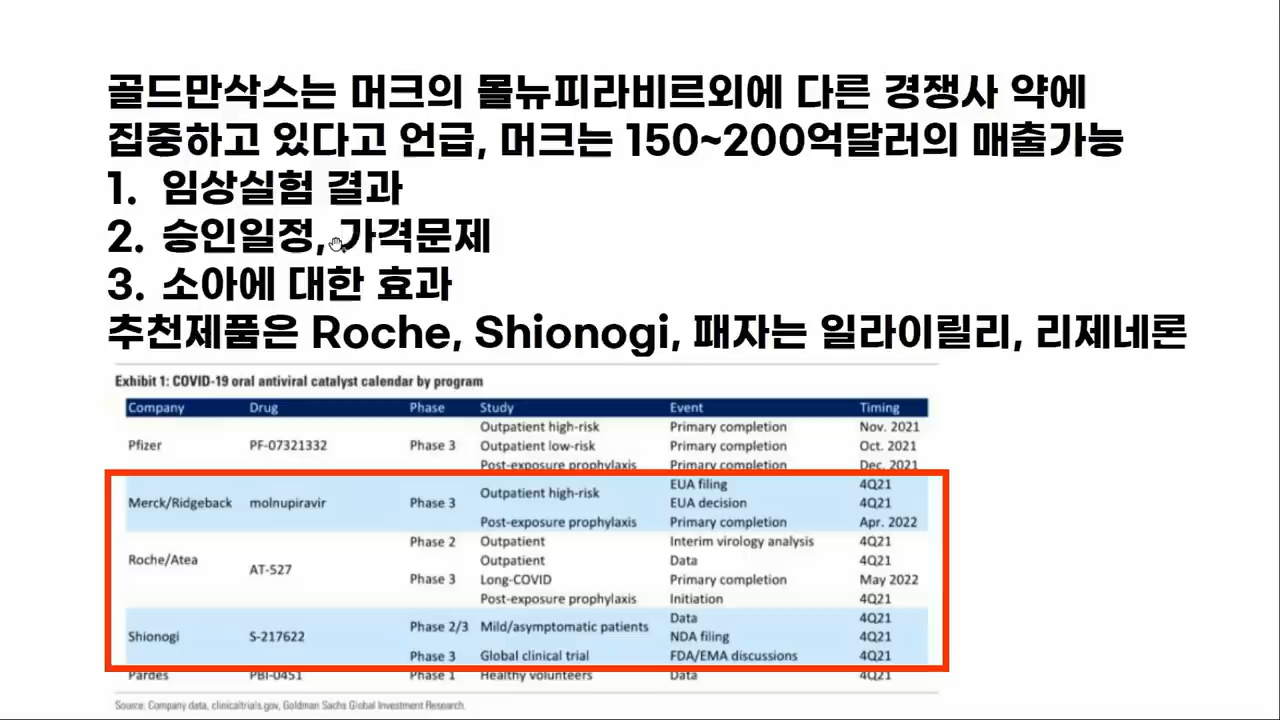 골드만삭스는 머크의 몰뉴피라비르외에 다른 경쟁사 약에
집중하고 있다고 언급, 머크는 150~200억달러의 매출가능
1. 임상실험 결과
2. 승인일정, 가격문제
3. 소아에 대한 효과
추천제품은 Roche, Shionogi, 패자는 일라이릴리, 리제네론
Exhibit 1: COVID-19 oral antiviral catalyst calendar by program
Company Drug Phase Study Event Timing
Outpatient high-risk Primary completion Nov. 2021
Pfizer PF-07321332 Phase 3 Outpatient low-risk Primary completion Oct. 2021
Post-exposure prophylaxis Primary completion Dec. 2021
EUA filing 4Q21
Merck/Ridgeback molnupiravir Phase 3 Outpatient high-risk EUA decision 4Q21
Post-exposure prophylaxis Primary completion Apr. 2022
Phase 2 Outpatient Interim virology analysis 4Q21
Roche/Atea AT-527 Outpatient Data 4Q21
Phase 3 Long-COVID Primary completion May 2022
Post-exposure prophylaxis Initiation 4Q21
Data 4Q21
Shionogi S-217622 Phase 2/3 Mild/asymptomatic patients NDA filing 4Q21
Phase 3 Global clinical trial FDA/EMA discussions 4Q21
Pardes PBI-0451 Phase 1 Healthy volunteers Data 4Q21
Source: Company data, clinicaltrials.gov, Goldman Sachs Global Investment Research.